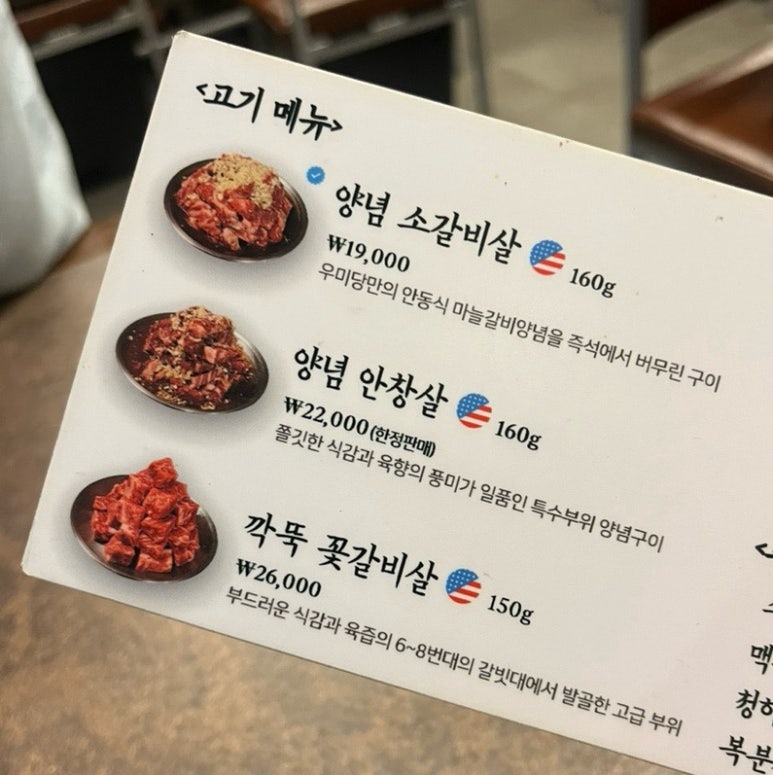 <고기 메뉴>
양념 소갈비살 160g
₩19,000
우미당만의 안동식 마늘갈비양념을 즉석에서 버무린 구이
양념 안창살 160g
₩22,000(한정판매)
쫄깃한 식감과 육향의 풍미가 일품인 특수부위 양념구이
깍뚝 꽃갈비살 150g
₩26,000
부드러운 식감과 육즙의 6~8번대의 갈빗대에서 발골한 고급 부위